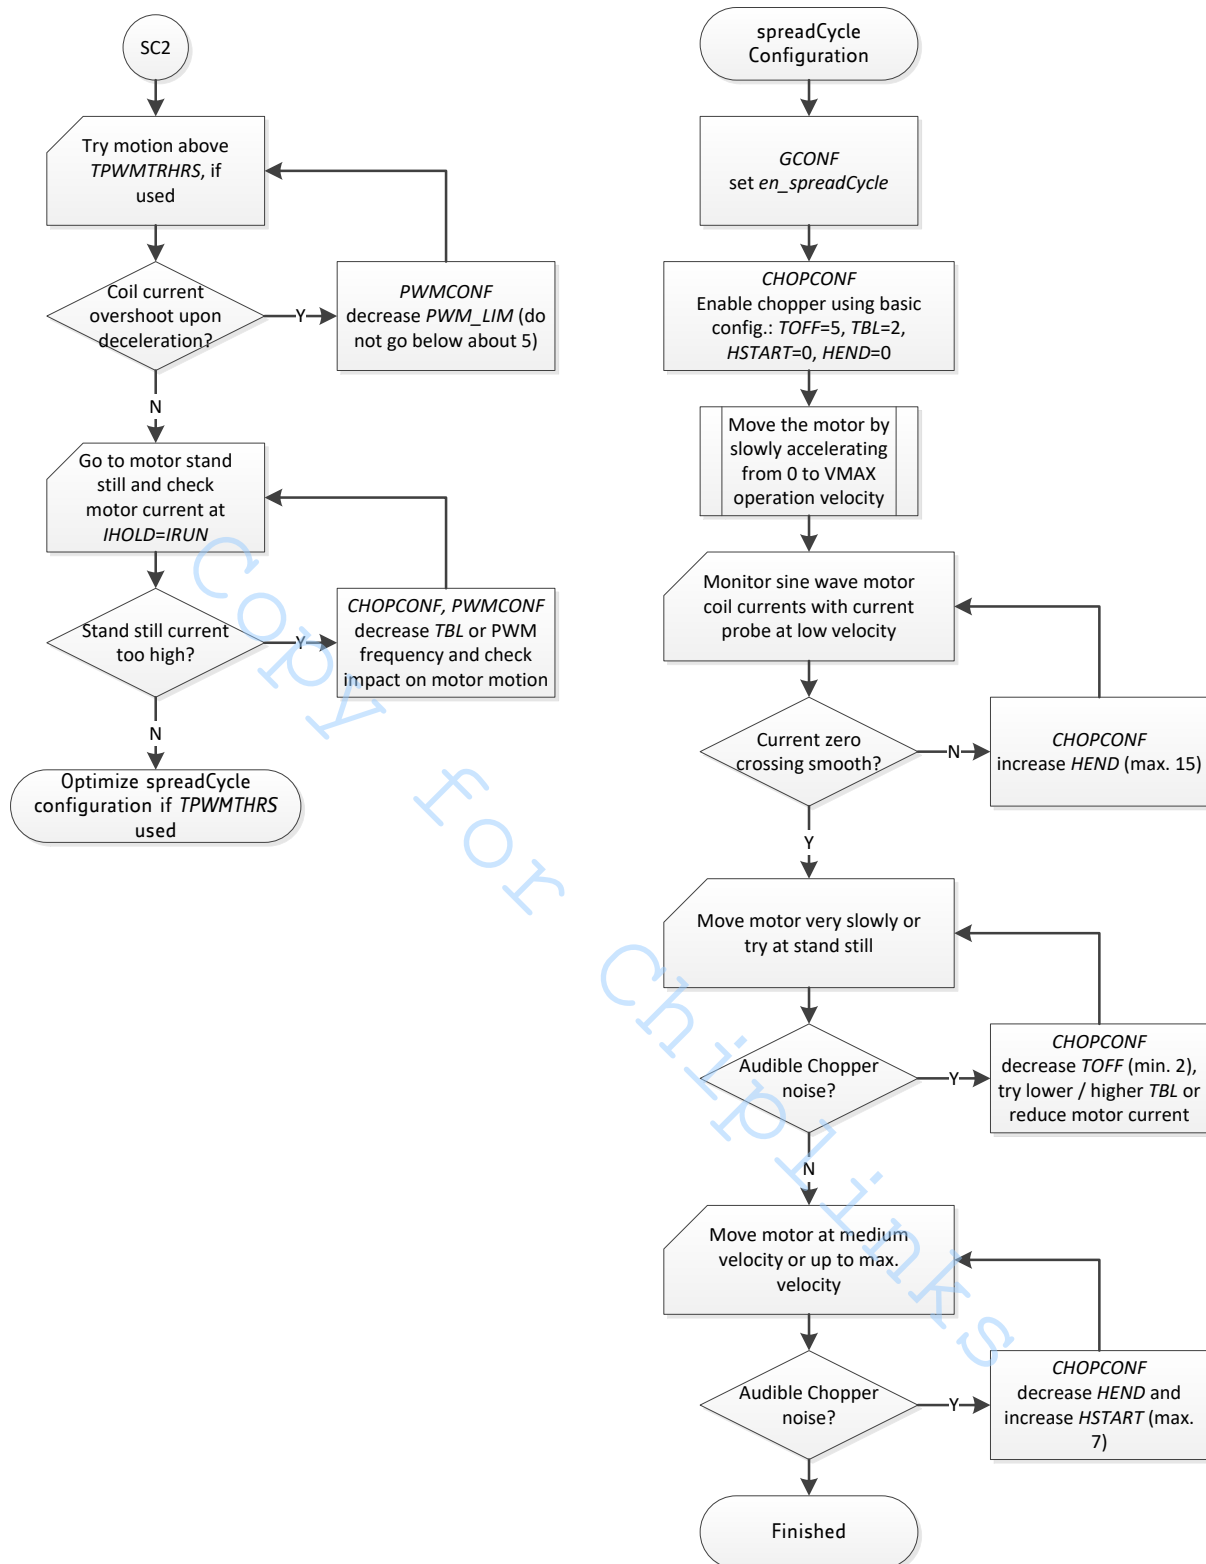 SC2
Try motion above
TPWMTRHRS, if
used
Coil current
overshoot upon
deceleration?
Y
PWMCONF
decrease PWM_LIM (do
not go below about 5)
N
Go to motor stand
still and check
motor current at
IHOLD=IRUN
Stand still current
too high?
Y
CHOPCONF, PWMCONF
decrease TBL or PWM
frequency and check
impact on motor motion
N
Optimize spreadCycle
configuration if TPWMTHRS
used
spreadCycle
Configuration
GCONF
set en_spreadCycle
CHOPCONF
Enable chopper using basic
config.: TOFF=5, TBL=2,
HSTART=0, HEND=0
Move the motor by
slowly accelerating
from 0 to VMAX
operation velocity
Monitor sine wave motor
coil currents with current
probe at low velocity
Current zero
crossing smooth?
N
CHOPCONF
increase HEND (max. 15)
Y
Move motor very slowly or
try at stand still
Audible Chopper
noise?
Y
CHOPCONF
decrease TOFF (min. 2),
try lower / higher TBL or
reduce motor current
N
Move motor at medium
velocity or up to max.
velocity
Audible Chopper
noise?
Y
CHOPCONF
decrease HEND and
increase HSTART (max.
7)
Finished
Copy for Chiplinks